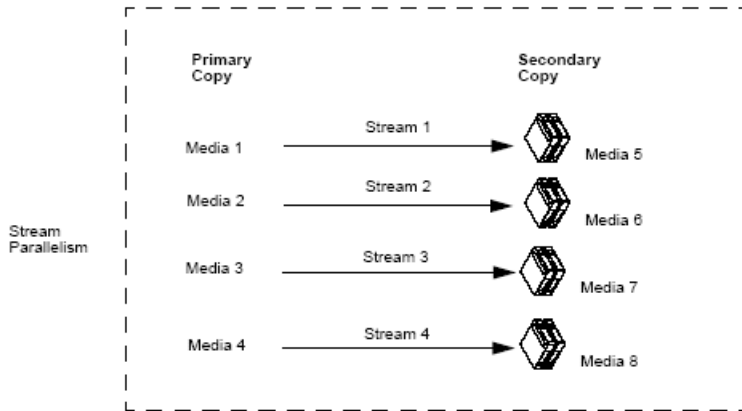 Primary
Copy
Secondary
Copy
Stream 1
Media 1
Media 5
Stream 2
Media 2
Media 6
Stream
Parallelism
Stream 3
Media 3
Media 7
Stream 4
Media 4
Media 8